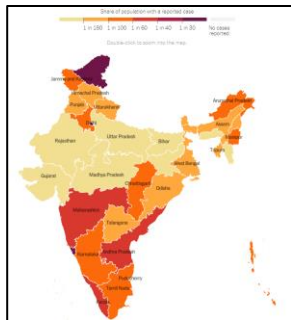 Share of population with a reported case
1 in 250 1 in 100 1 in 60 1 in 40 1 in 30 No cases
reported
Double-click to zoom into the map.
Jammu and Kashmir
Himachal Pradesh
Punjab
Uttarakhand
Delhi
Arunachal Pradesh
Rajasthan
Uttar Pradesh
Assam
Bihar
Tripura
Gujarat
Madhya Pradesh
West Bengal
Chhattisgarh
Odisha
Maharashtra
Telangana
Andhra Pradesh
Karnataka
Puducherry
Tamil Nadu
Kerala